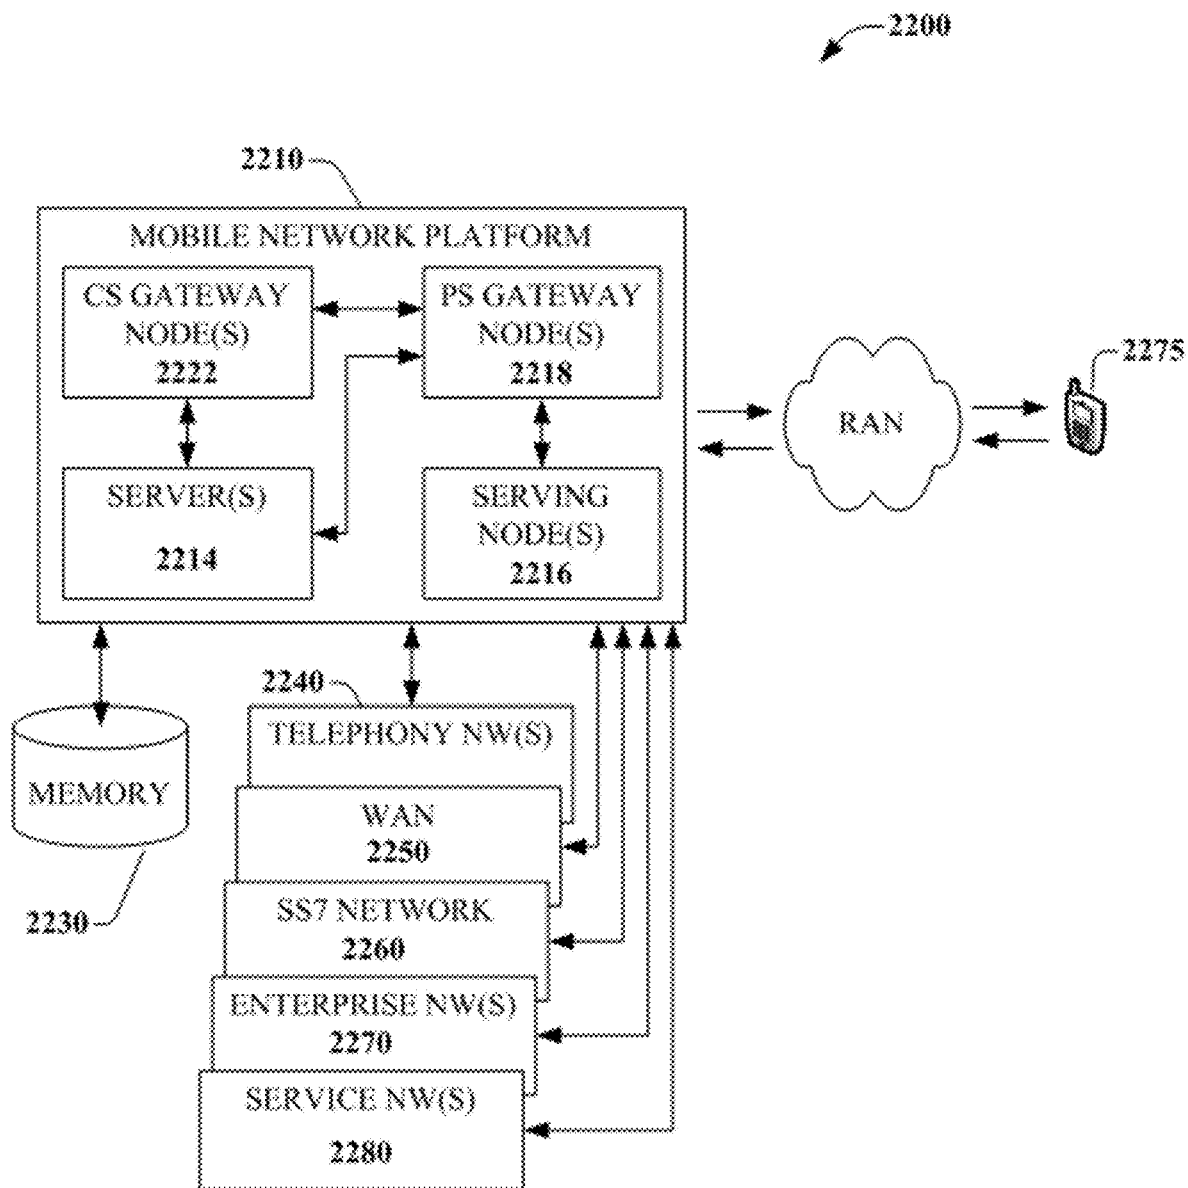 2200
2210
MOBILE NETWORK PLATFORM
CS GATEWAY
NODE(S)
2222
PS GATEWAY
NODE(S)
2218
SERVER(S)
2214
SERVING
NODE(S)
2216
RAN
2275
2240
TELEPHONY NW(S)
MEMORY
2230
WAN
2250
SS7 NETWORK
2260
ENTERPRISE NW(S)
2270
SERVICE NW(S)
2280